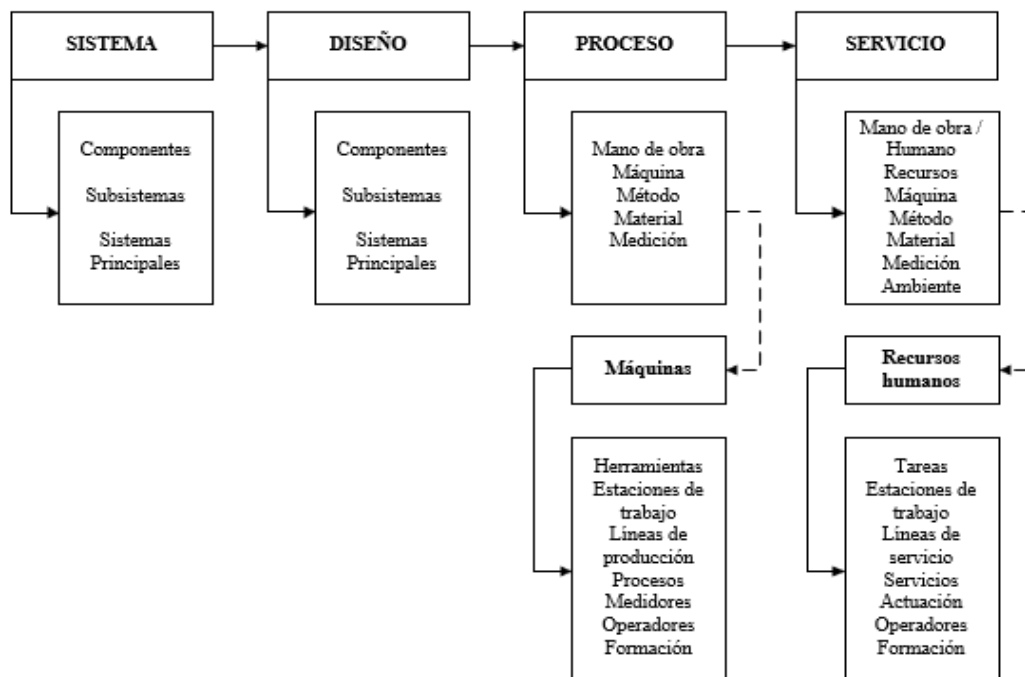 SISTEMA
DISEÑO
PROCESO
SERVICIO
Componentes
Subsistemas
Sistemas
Principales
Componentes
Subsistemas
Sistemas
Principales
Mano de obra
Máquina
Método
Material
Medición
Mano de obra /
Humano
Recursos
Máquina
Método
Material
Medición
Ambiente
Máquinas
Recursos
humanos
Herramientas
Estaciones de
trabajo
Líneas de
producción
Procesos
Medidores
Operadores
Formación
Tareas
Estaciones de
trabajo
Líneas de
servicio
Servicios
Actuación
Operadores
Formación